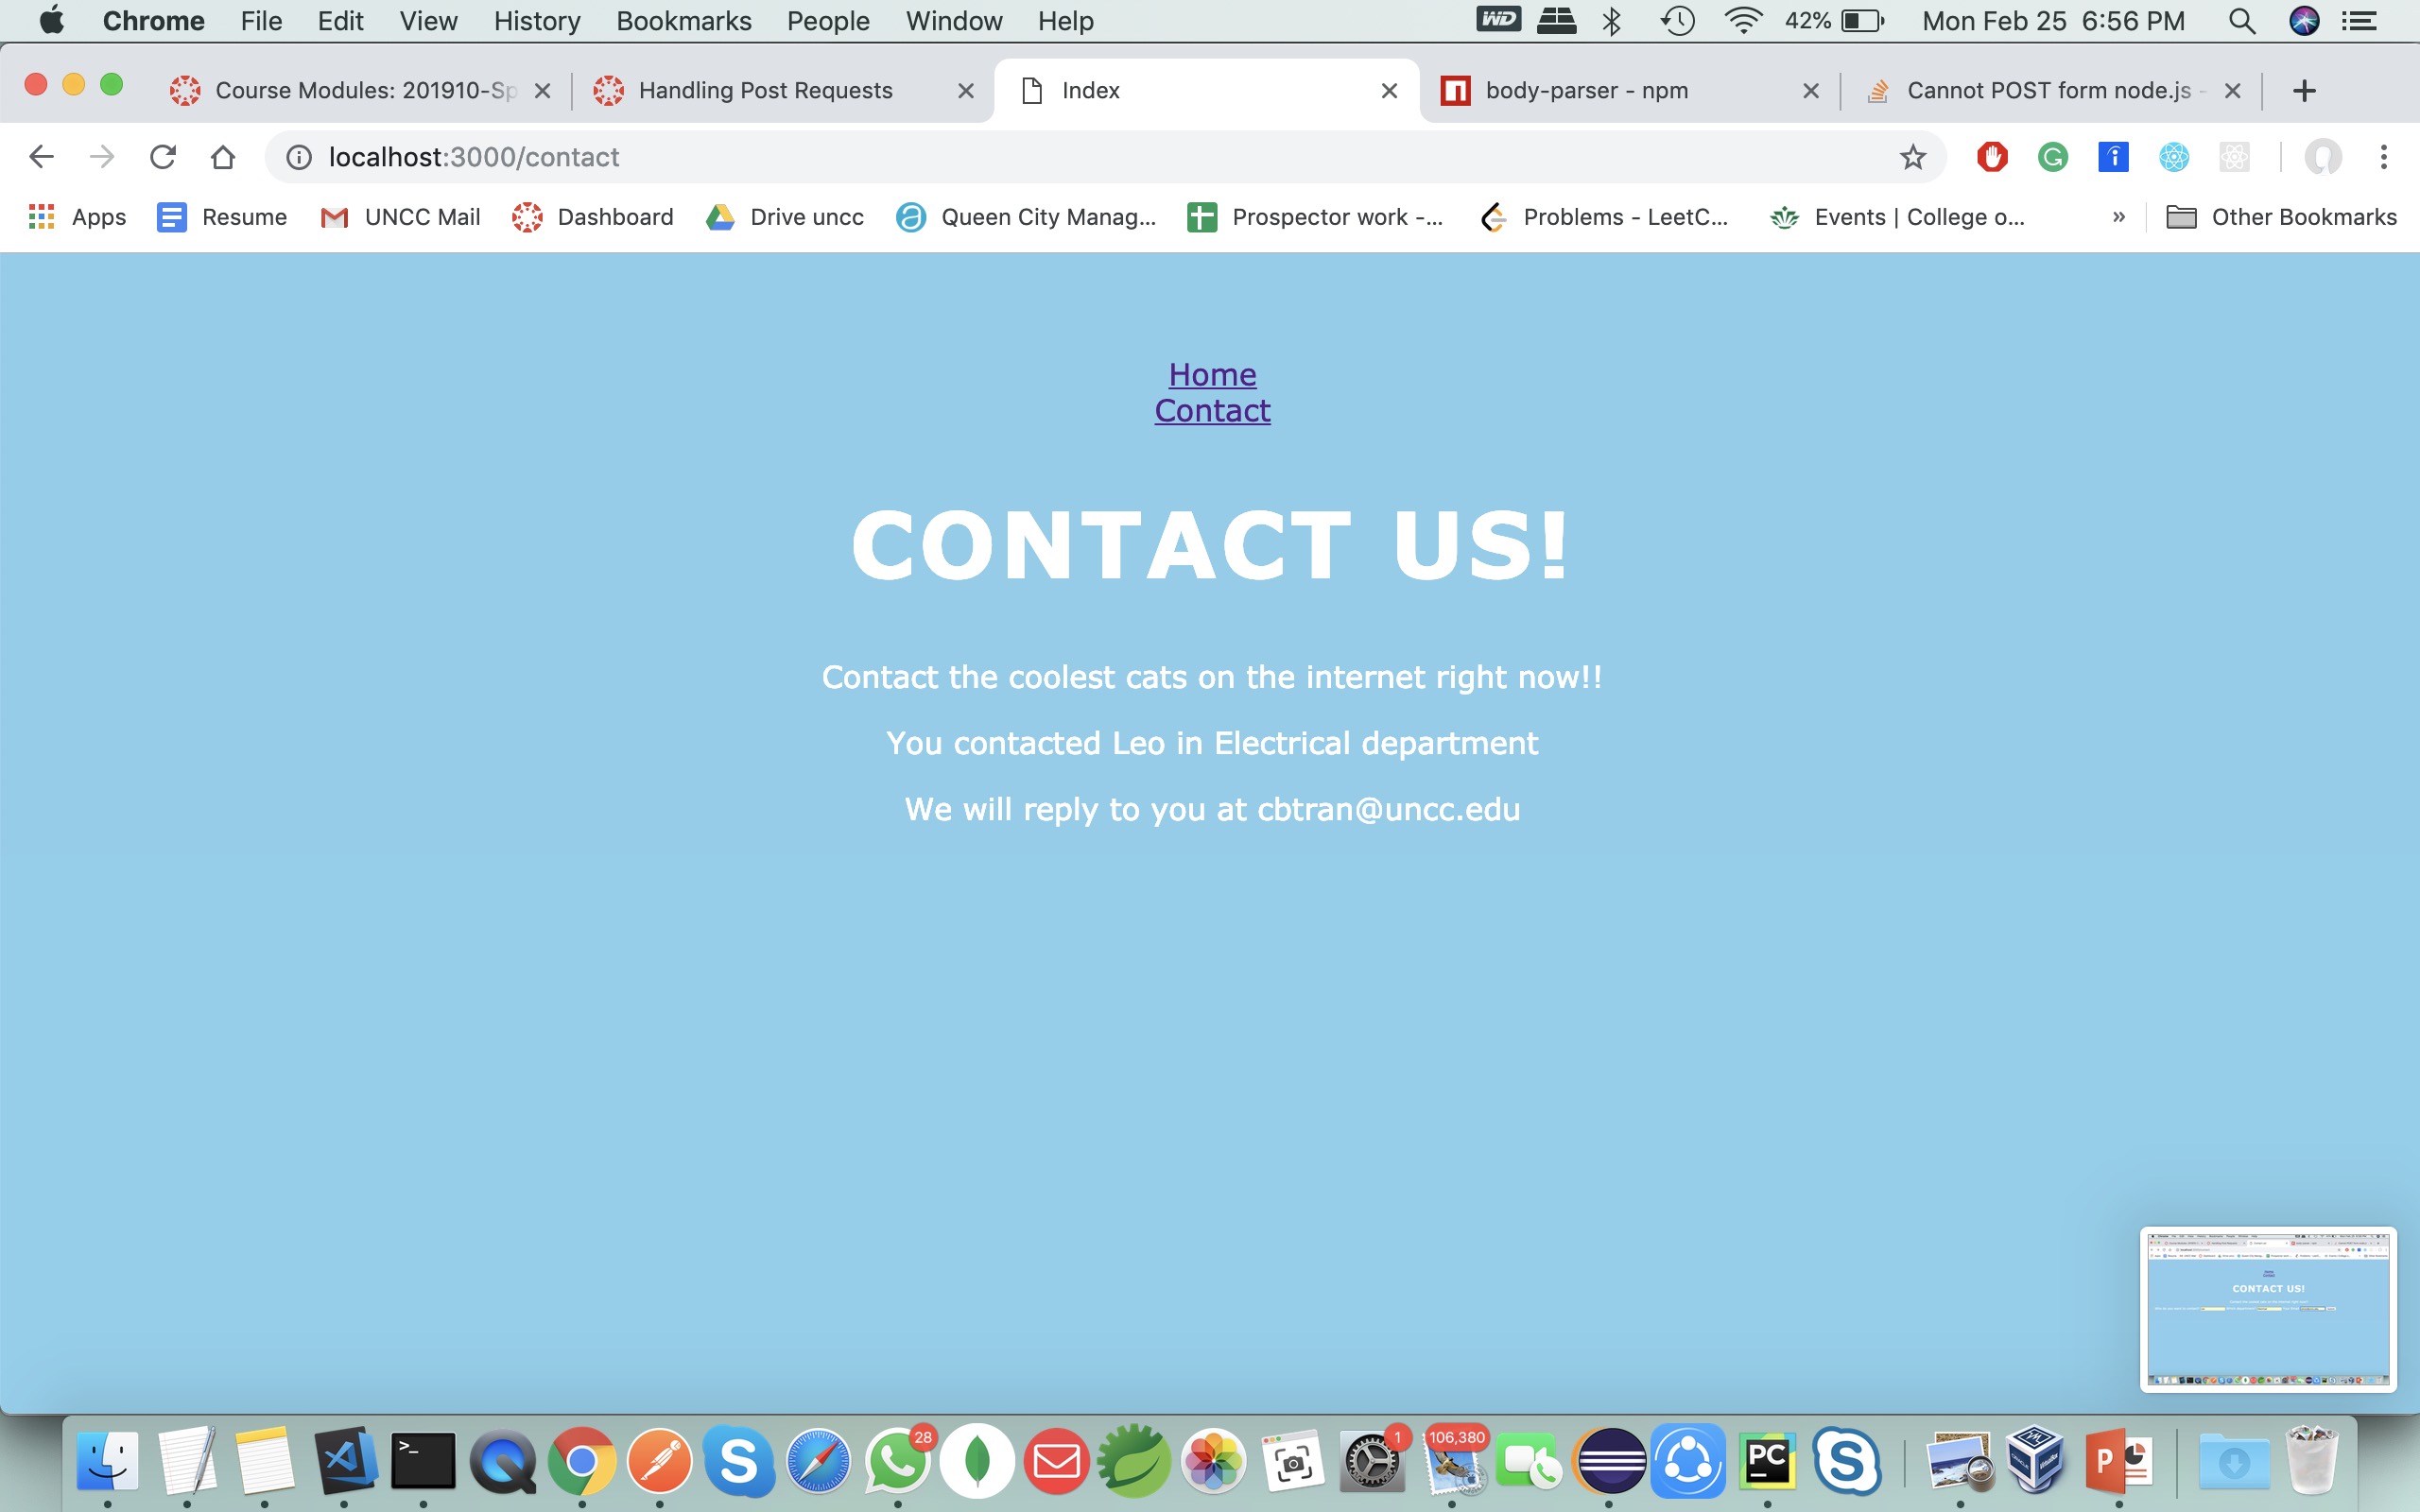 Chrome File Edit View History Bookmarks People Window Help WD 42% Mon Feb 25 6:56 PM
Course Modules: 201910-Sp Handling Post Requests Index body-parser - npm Cannot POST form node.js -
localhost:3000/contact
Apps Resume UNCC Mail Dashboard Drive uncc Queen City Manag... Prospector work -... Problems - LeetC... Events | College o... » Other Bookmarks
Home
Contact
CONTACT US!
Contact the coolest cats on the internet right now!!
You contacted Leo in Electrical department
We will reply to you at cbtran@uncc.edu
CONTACT US!
28 1 106,380
>_ S PC S P